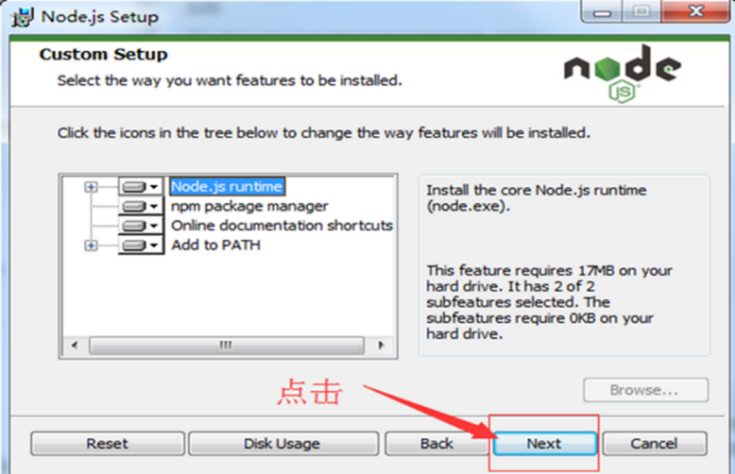 Node.js Setup
Custom Setup
Select the way you want features to be installed.
node
JS
Click the icons in the tree below to change the way features will be installed.
Node.js runtime
npm package manager
Online documentation shortcuts
Add to PATH
Install the core Node.js runtime
(node.exe).
This feature requires 17MB on your
hard drive. It has 2 of 2
subfeatures selected. The
subfeatures require 0KB on your
hard drive.
点击
Browse...
Reset
Disk Usage
Back
Next
Cancel